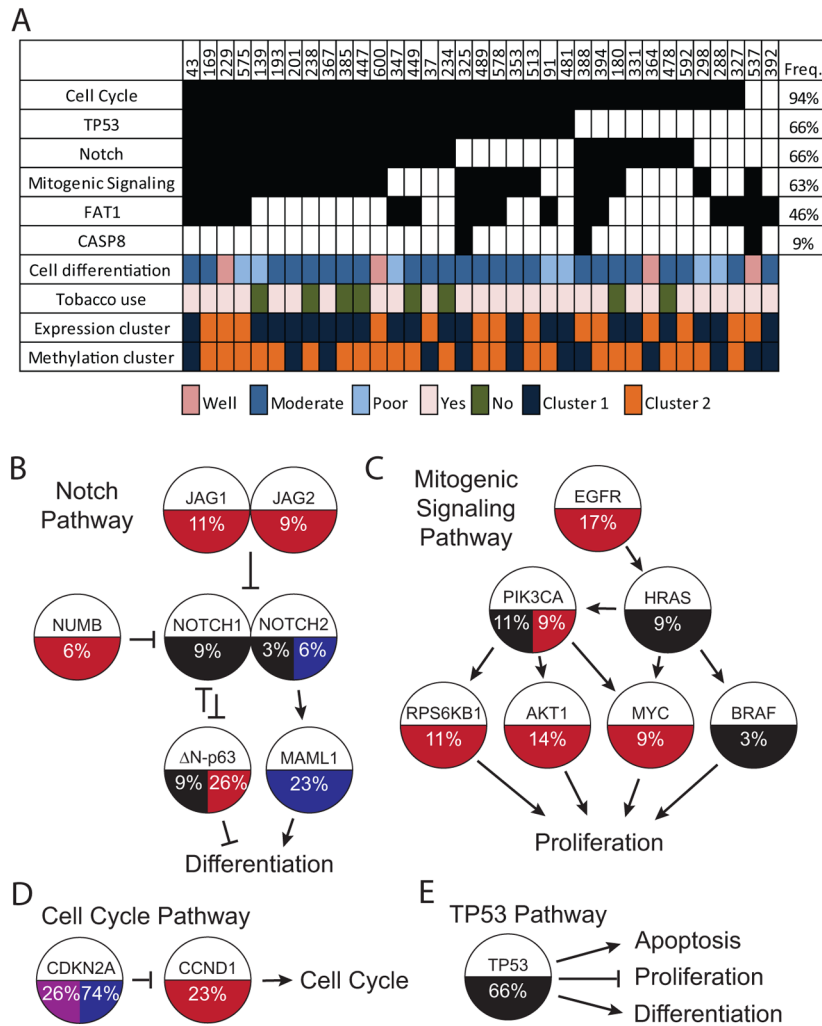 A
43 169 229 575 139 193 201 238 367 385 447 600 347 449 37 234 325 489 578 353 513 91 481 388 394 180 331 364 478 592 298 288 327 537 392 Freq.
Cell Cycle 94%
TP53 66%
Notch 66%
Mitogenic Signaling 63%
FAT1 46%
CASP8 9%
Cell differentiation
Tobacco use
Expression cluster
Methylation cluster
Well Moderate Poor Yes No Cluster 1 Cluster 2
B
Notch
Pathway
JAG1 JAG2
11% 9%
NUMB NOTCH1 NOTCH2
6% 9% 3% 6%
ΔN-p63 MAML1
9% 26% 23%
Differentiation
C
Mitogenic
Signaling
Pathway
EGFR
17%
PIK3CA HRAS
11% 9% 9%
RPS6KB1 AKT1 MYC BRAF
11% 14% 9% 3%
Proliferation
D
Cell Cycle Pathway
CDKN2A CCND1
26% 74% 23%
Cell Cycle
E
TP53 Pathway
TP53
66%
Apoptosis
Proliferation
Differentiation